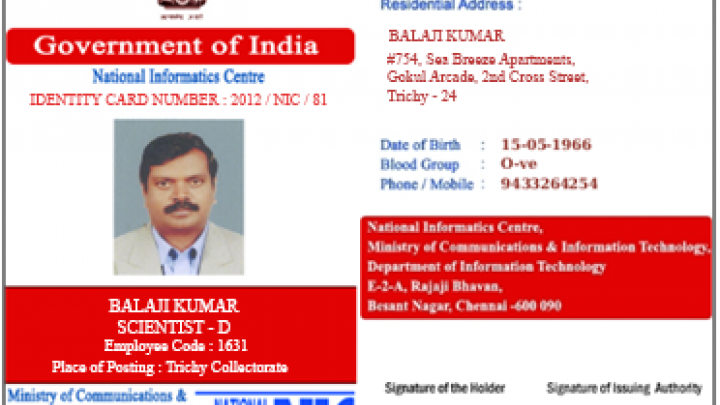 Government of India
National Informatics Centre
IDENTITY CARD NUMBER : 2012 / NIC / 81
BALAJI KUMAR
SCIENTIST - D
Employee Code : 1631
Place of Posting : Trichy Collectorate
Ministry of Communications &
NATIONAL
NIC
Residential Address :
BALAJI KUMAR
#754, Sea Breeze Apartments,
Gokul Arcade, 2nd Cross Street,
Trichy - 24
Date of Birth : 15-05-1966
Blood Group : O-ve
Phone / Mobile : 9433264254
National Informatics Centre,
Ministry of Communications & Information Technology,
Department of Information Technology
E-2-A, Rajaji Bhavan,
Besant Nagar, Chennai -600 090
Signature of the Holder Signature of Issuing Authority